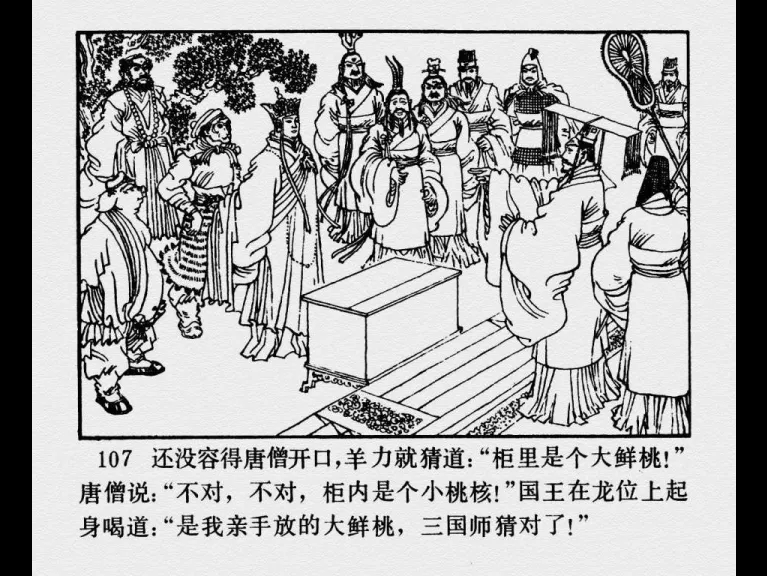 107 还没容得唐僧开口，羊力就猜道：“柜里是个大鲜桃！”
唐僧说：“不对，不对，柜内是个小桃核！”国王在龙位上起
身喝道：“是我亲手放的大鲜桃，三国师猜对了！”